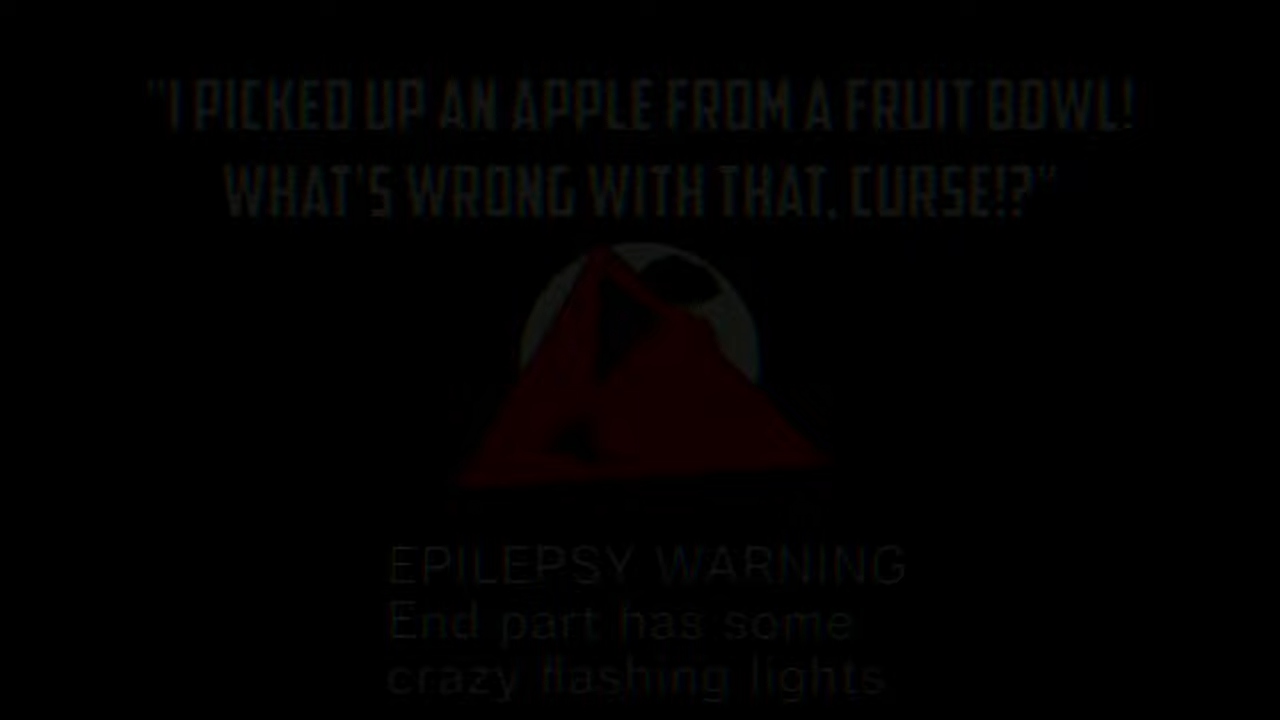 "I PICKED UP AN APPLE FROM A FRUIT BOWL!
WHAT'S WRONG WITH THAT, CURSE!?"
EPILEPSY WARNING
End part has some
crazy flashing lights